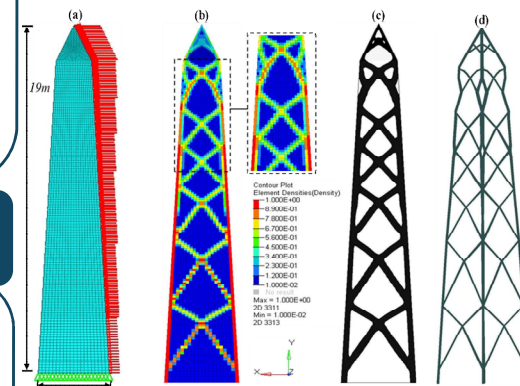 (a)
(b)
(c)
(d)
19m
Contour Plot
Element Densities(Density)
1.000E+00
8.900E-01
7.800E-01
6.700E-01
5.600E-01
4.500E-01
3.400E-01
2.300E-01
1.200E-01
1.000E-02
No result
Max = 1.000E+00
2D 3311
Min = 1.000E-02
2D 3313
Y
X
Z